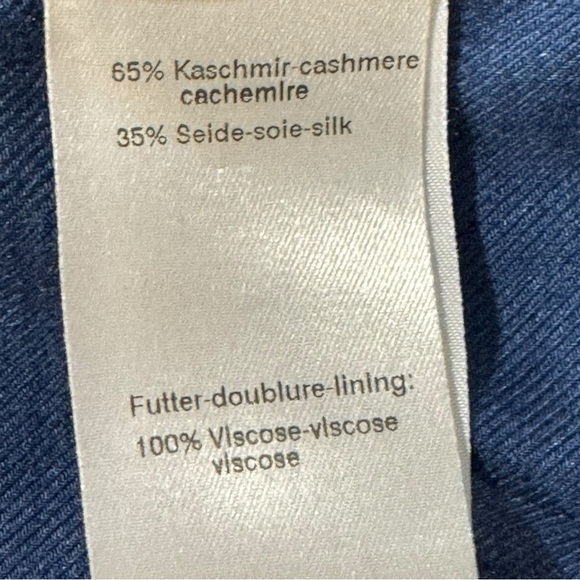 65% Kaschmir-cashmere
cachemire
35% Seide-soie-silk
Futter-doublure-lining:
100% Viscose-viscose
viscose